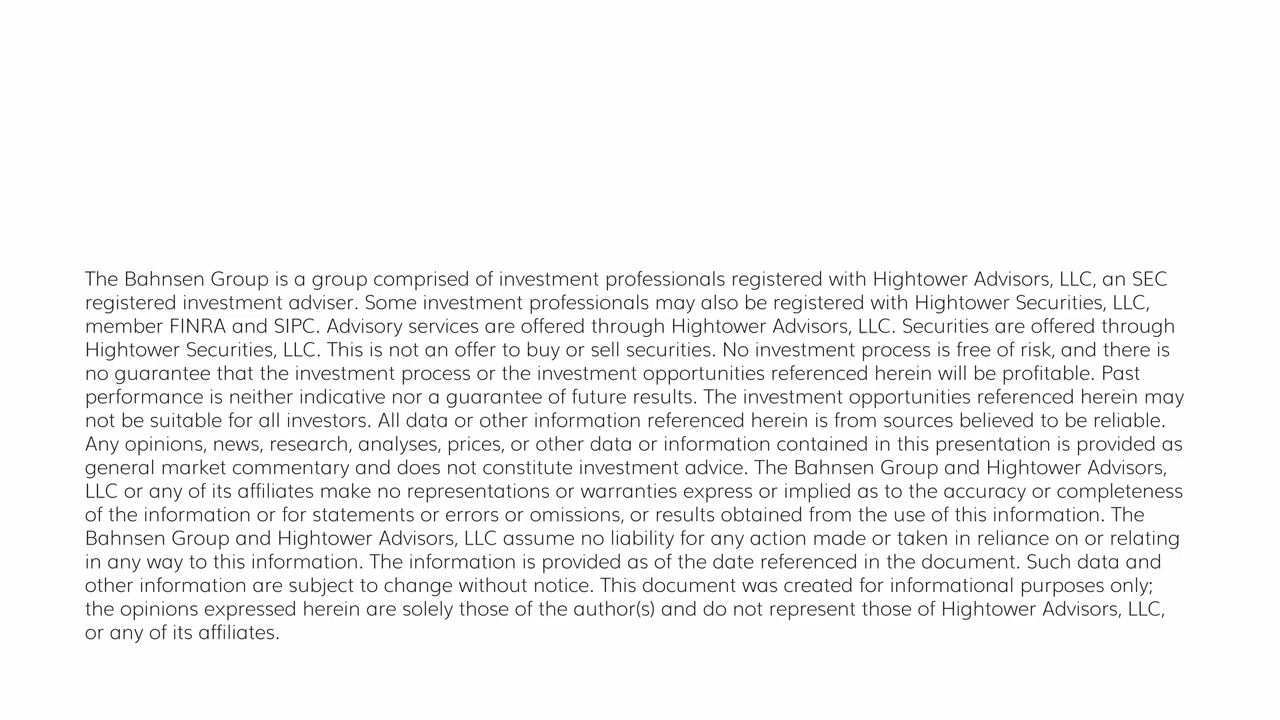 The Bahnsen Group is a group comprised of investment professionals registered with Hightower Advisors, LLC, an SEC
registered investment adviser. Some investment professionals may also be registered with Hightower Securities, LLC,
member FINRA and SIPC. Advisory services are offered through Hightower Advisors, LLC. Securities are offered through
Hightower Securities, LLC. This is not an offer to buy or sell securities. No investment process is free of risk, and there is
no guarantee that the investment process or the investment opportunities referenced herein will be profitable. Past
performance is neither indicative nor a guarantee of future results. The investment opportunities referenced herein may
not be suitable for all investors. All data or other information referenced herein is from sources believed to be reliable.
Any opinions, news, research, analyses, prices, or other data or information contained in this presentation is provided as
general market commentary and does not constitute investment advice. The Bahnsen Group and Hightower Advisors,
LLC or any of its affiliates make no representations or warranties express or implied as to the accuracy or completeness
of the information or for statements or errors or omissions, or results obtained from the use of this information. The
Bahnsen Group and Hightower Advisors, LLC assume no liability for any action made or taken in reliance on or relating
in any way to this information. The information is provided as of the date referenced in the document. Such data and
other information are subject to change without notice. This document was created for informational purposes only;
the opinions expressed herein are solely those of the author(s) and do not represent those of Hightower Advisors, LLC,
or any of its affiliates.